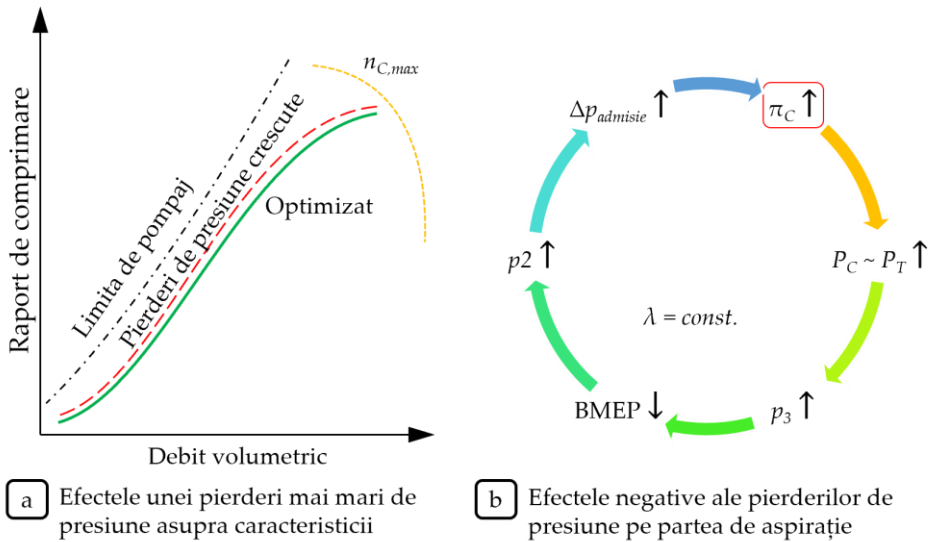 Raport de comprimare
Limita de pompaj
Pierderi de presiune crescute
n_C,max
Optimizat
Debit volumetric
a
Efectele unei pierderi mai mari de
presiune asupra caracteristicii
Δp_admisie ↑
π_C ↑
P_C ~ P_T ↑
p_3 ↑
BMEP ↓
p2 ↑
λ = const.
b
Efectele negative ale pierderilor de
presiune pe partea de aspirație